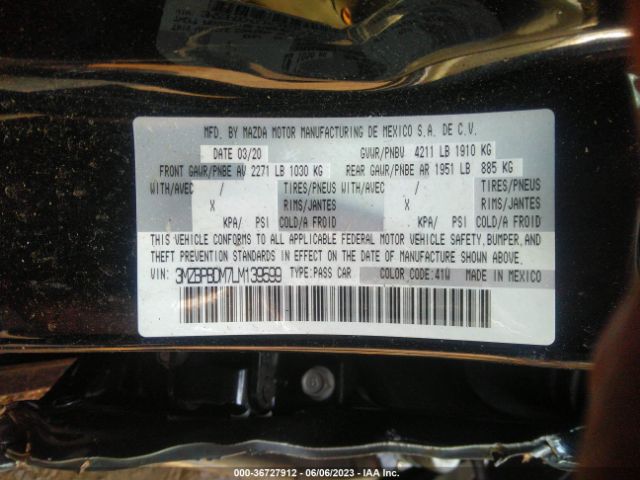 MFD. BY MAZDA MOTOR MANUFACTURING DE MEXICO S.A. DE C.V.
DATE 03/20 GVWR/PNBV 4211 LB 1910 KG
FRONT GAWR/PNBE AV 2271 LB 1030 KG REAR GAWR/PNBE AR 1951 LB 885 KG
WITH/AVEC / TIRES/PNEUS WITH/AVEC / TIRES/PNEUS
X RIMS/JANTES X RIMS/JANTES
KPA/ PSI COLD/A FROID KPA/ PSI COLD/A FROID
THIS VEHICLE CONFORMS TO ALL APPLICABLE FEDERAL MOTOR VEHICLE SAFETY, BUMPER, AND
THEFT PREVENTION STANDARDS IN EFFECT ON THE DATE OF MANUFACTURE SHOWN ABOVE.
VIN: 3MZBPBDM7LM139599 TYPE:PASS CAR COLOR CODE:41W MADE IN MEXICO
000-36727912 - 06/06/2023 - IAA Inc.